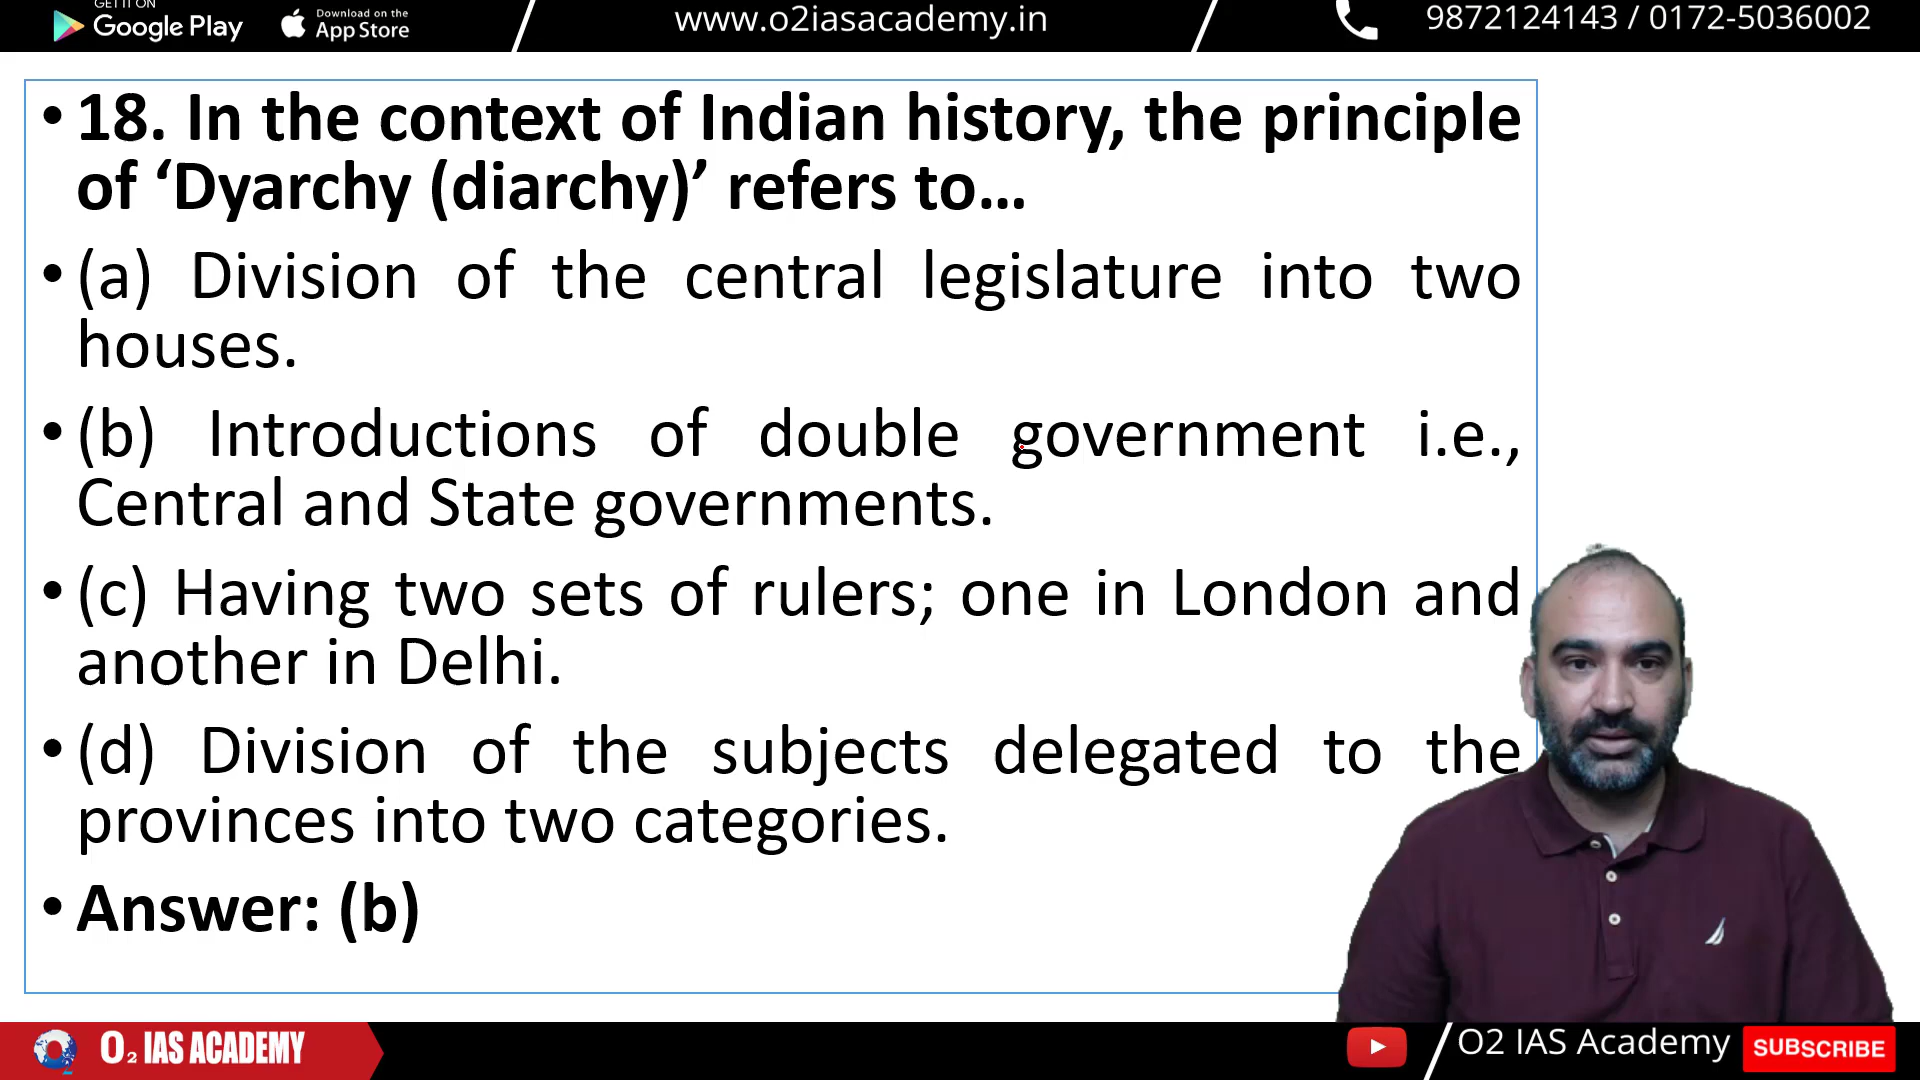 GET IT ON
Google Play
Download on the
App Store
www.o2iasacademy.in
9872124143 / 0172-5036002
• 18. In the context of Indian history, the principle
of ‘Dyarchy (diarchy)’ refers to…
• (a) Division of the central legislature into two
houses.
• (b) Introductions of double government i.e.,
Central and State governments.
• (c) Having two sets of rulers; one in London and
another in Delhi.
• (d) Division of the subjects delegated to the
provinces into two categories.
• Answer: (b)
O2 IAS ACADEMY
O2 IAS Academy
SUBSCRIBE